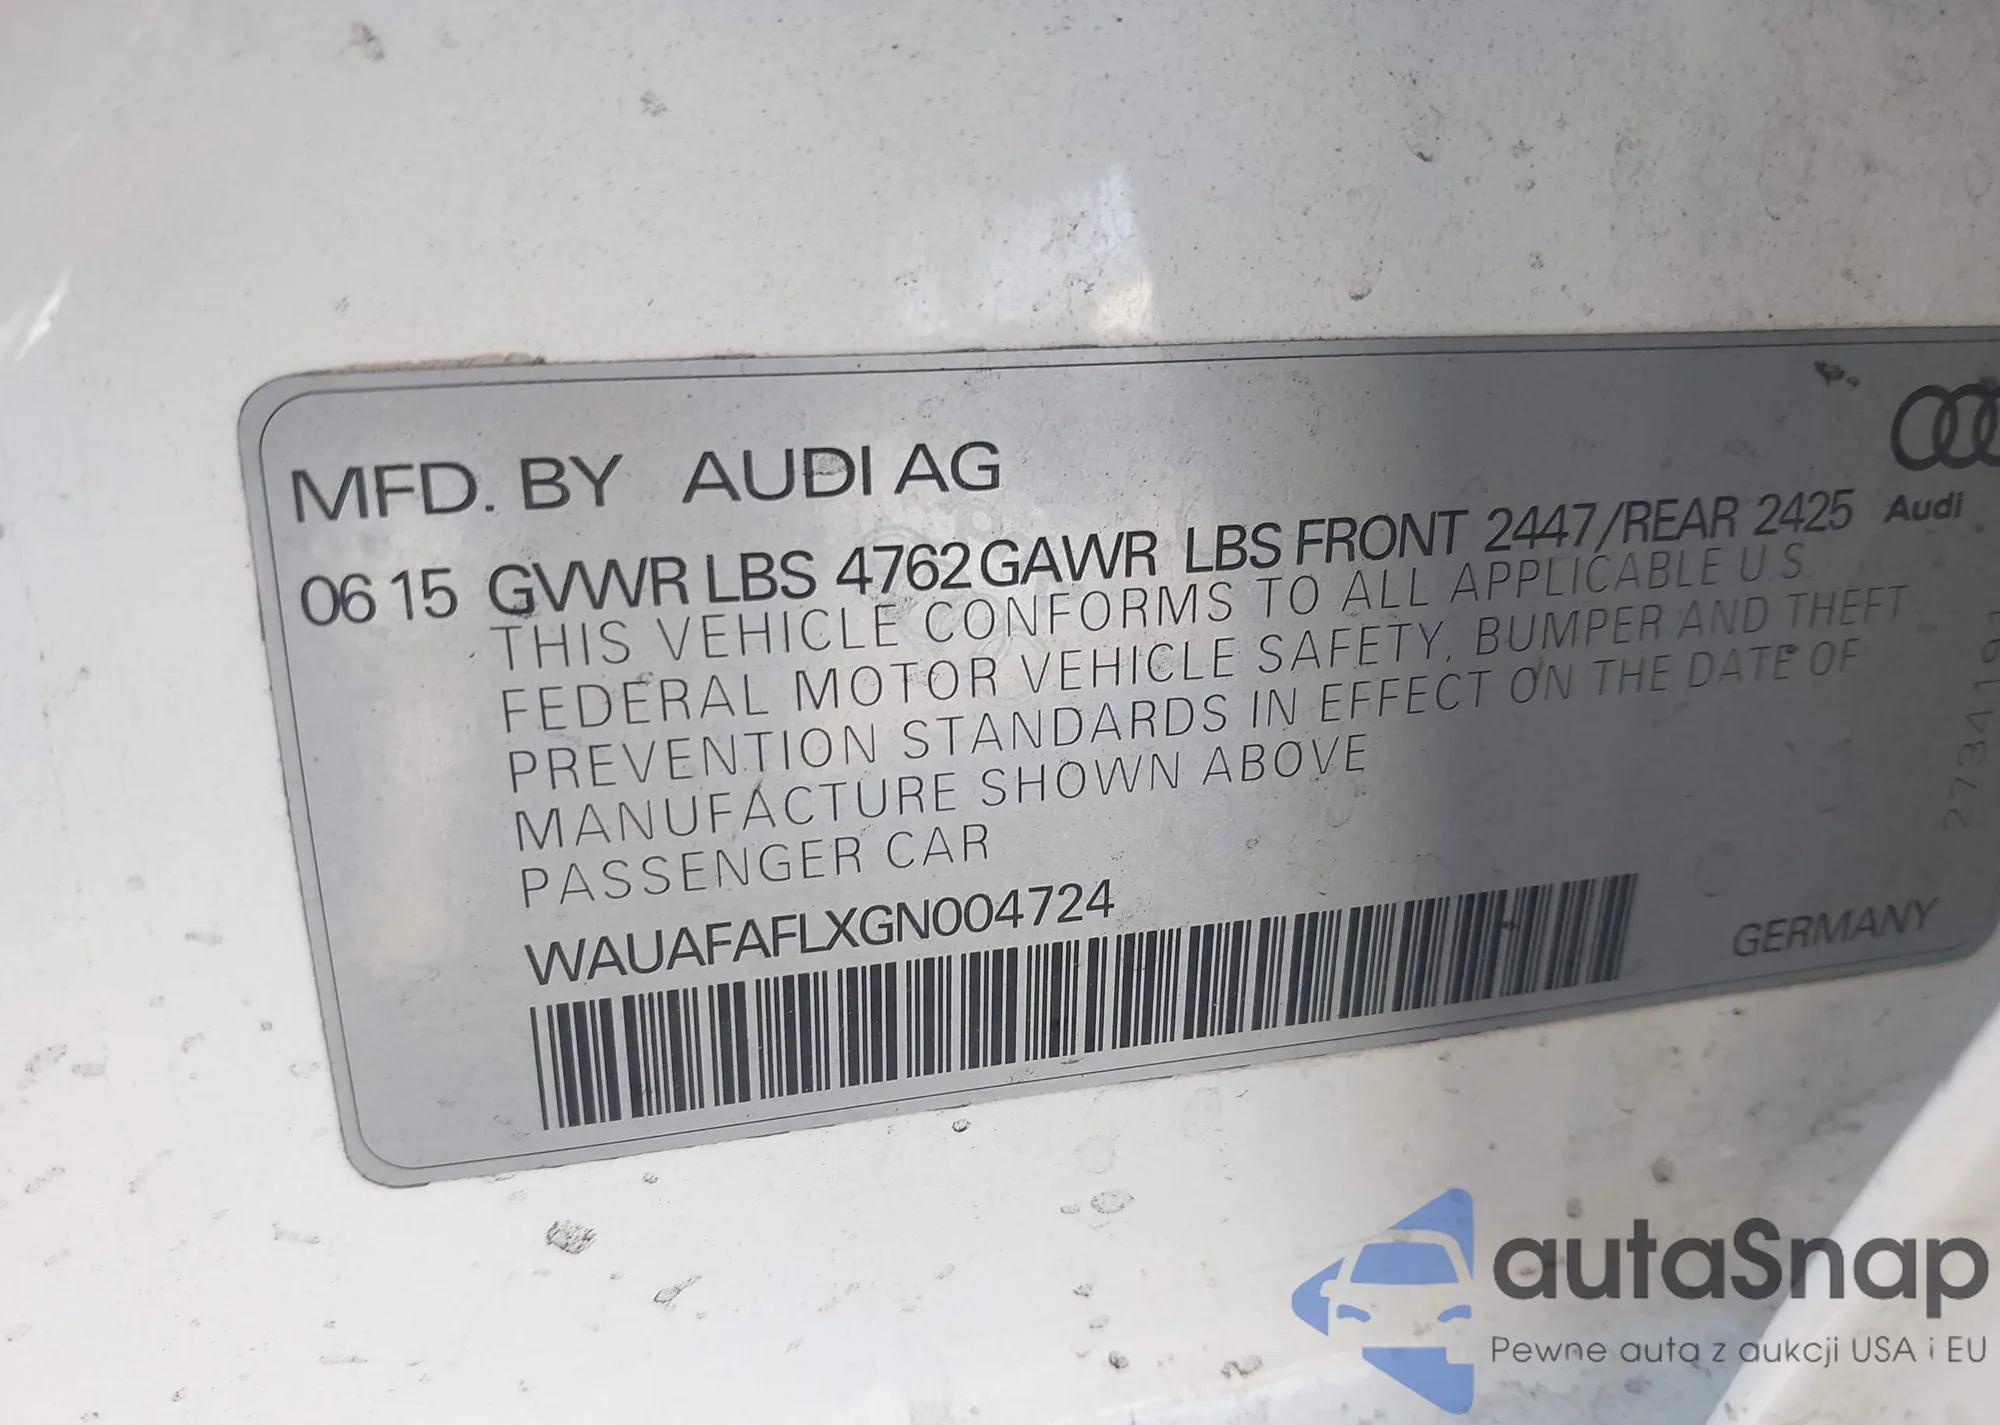 MFD. BY AUDI AG
Audi
06 15 GVWR LBS 4762 GAWR LBS FRONT 2447/REAR 2425
THIS VEHICLE CONFORMS TO ALL APPLICABLE U.S.
FEDERAL MOTOR VEHICLE SAFETY, BUMPER AND THEFT
PREVENTION STANDARDS IN EFFECT ON THE DATE OF
MANUFACTURE SHOWN ABOVE
PASSENGER CAR
WAUAFAFLXGN004724
GERMANY
2734191
autaSnap
Pewne auta z aukcji USA i EU